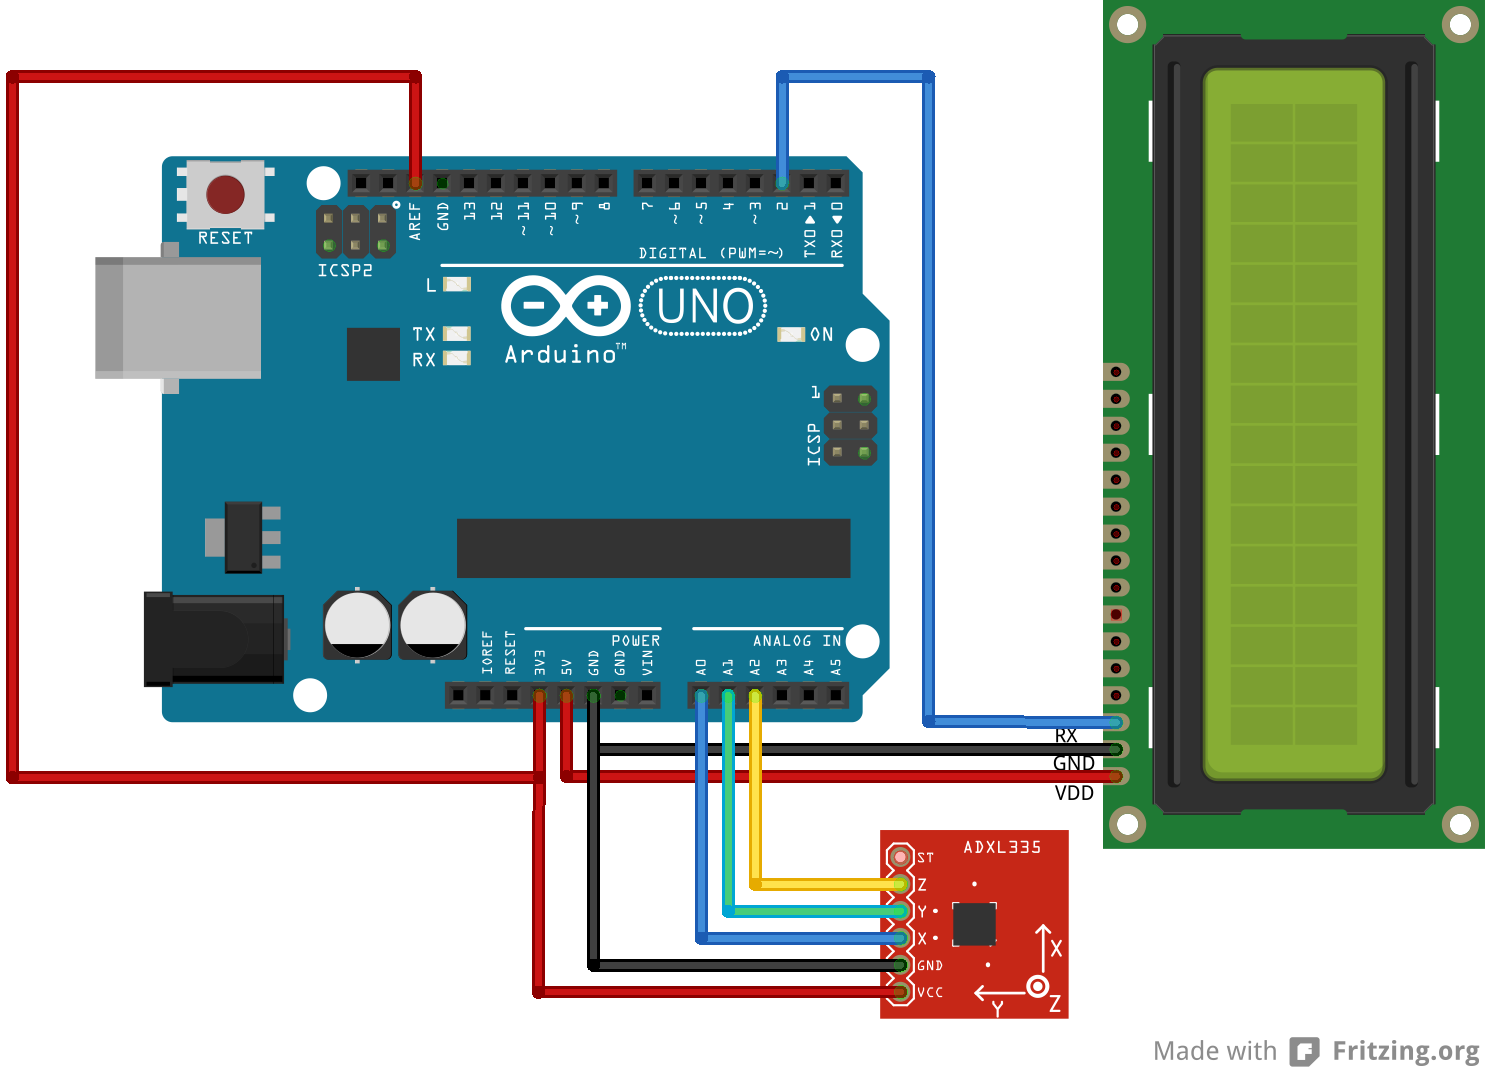 RESET
ICSP2
AREF
GND
13
12
~11
~10
~9
8
7
~6
~5
4
~3
2
TX0▶1
RX0◀0
DIGITAL (PWM=~)
L
TX
RX
UNO
ON
Arduino™
1
ICSP
POWER
ANALOG IN
IOREF
RESET
3V3
5V
GND
GND
VIN
A0
A1
A2
A3
A4
A5
RX
GND
VDD
ADXL335
ST
Z
Y
X
GND
VCC
X
Y
Z
Made with Fritzing.org